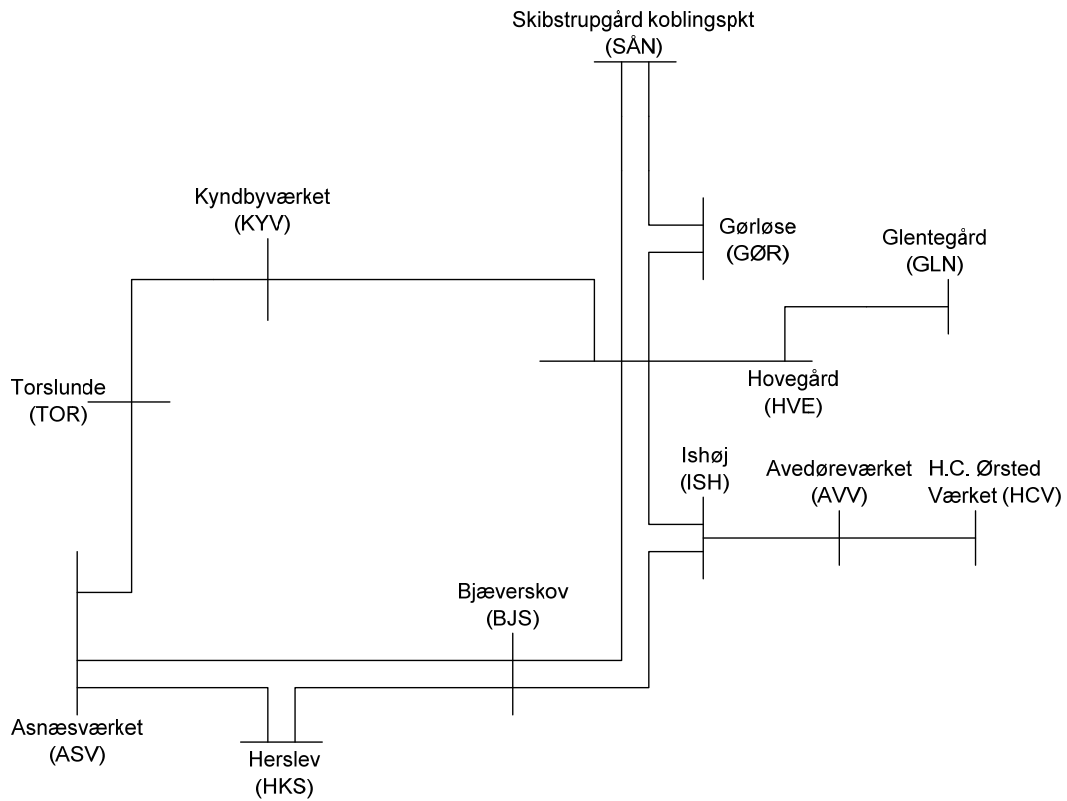 Skibstrupgård koblingspkt
(SÅN)
Kyndbyværket
(KYV)
Gørløse
(GØR)
Glentegård
(GLN)
Torslunde
(TOR)
Hovegård
(HVE)
Ishøj
(ISH)
Avedøreværket
(AVV)
H.C. Ørsted
Værket (HCV)
Bjæverskov
(BJS)
Asnæsværket
(ASV)
Herslev
(HKS)